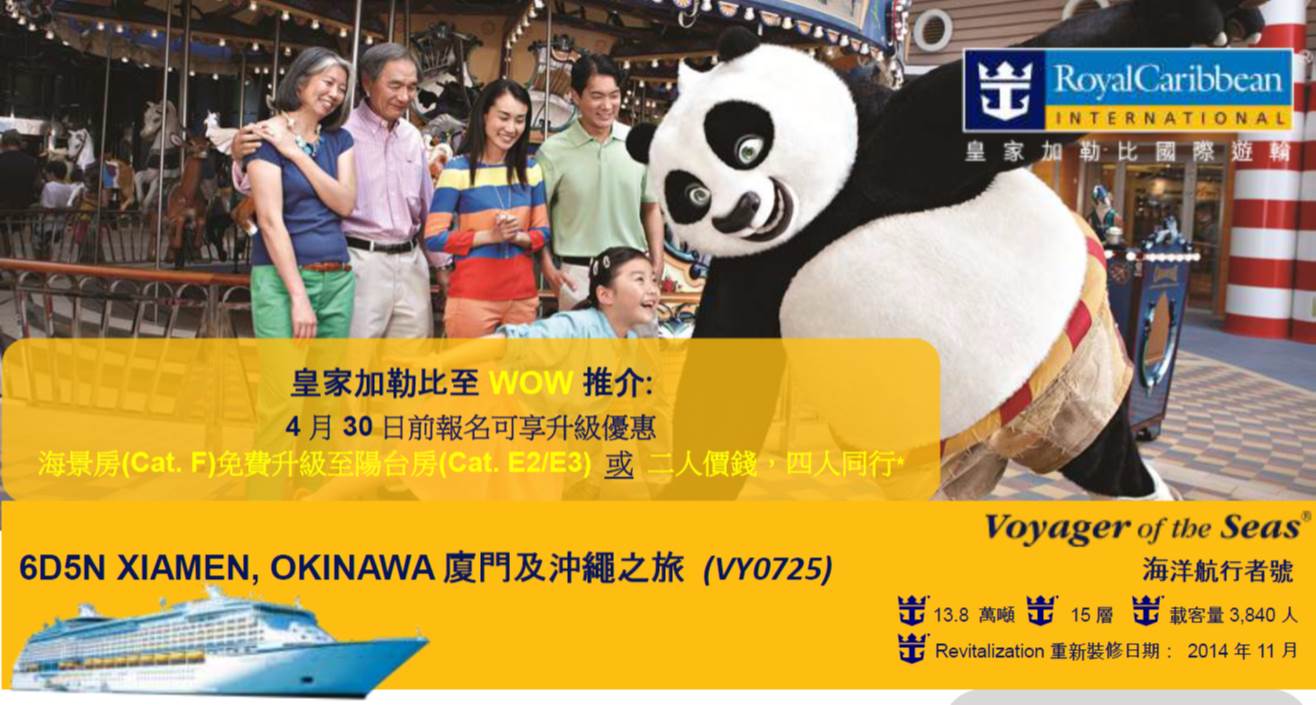 RoyalCaribbean
INTERNATIONAL
皇家加勒比國際遊輪
皇家加勒比至 WOW 推介:
4 月 30 日前報名可享升級優惠
海景房(Cat. F)免費升級至陽台房(Cat. E2/E3) 或 二人價錢，四人同行*
Voyager of the Seas®
6D5N XIAMEN, OKINAWA 廈門及沖繩之旅 (VY0725)
海洋航行者號
13.8 萬噸 15 層 載客量 3,840 人
Revitalization 重新裝修日期： 2014 年 11 月